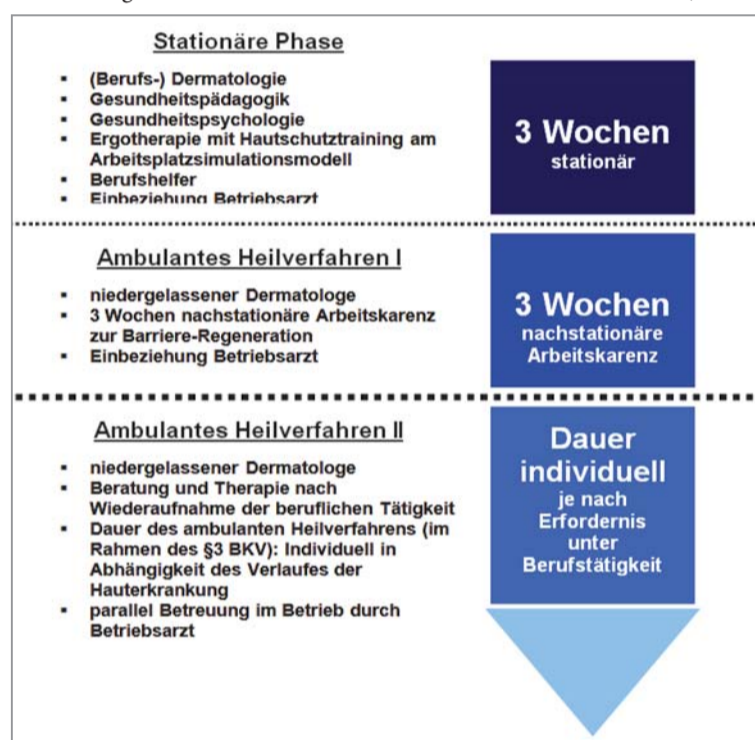 Stationäre Phase
▪ (Berufs-) Dermatologie
▪ Gesundheitspädagogik
▪ Gesundheitspsychologie
▪ Ergotherapie mit Hautschutztraining am
Arbeitsplatzsimulationsmodell
▪ Berufshelfer
▪ Einbeziehung Betriebsarzt
3 Wochen
stationär
Ambulantes Heilverfahren I
▪ niedergelassener Dermatologe
▪ 3 Wochen nachstationäre Arbeitskarenz
zur Barriere-Regeneration
▪ Einbeziehung Betriebsarzt
3 Wochen
nachstationäre
Arbeitskarenz
Ambulantes Heilverfahren II
▪ niedergelassener Dermatologe
▪ Beratung und Therapie nach
Wiederaufnahme der beruflichen Tätigkeit
▪ Dauer des ambulanten Heilverfahrens (im
Rahmen des §3 BKV): Individuell in
Abhängigkeit des Verlaufes der
Hauterkrankung
▪ parallel Betreuung im Betrieb durch
Betriebsarzt
Dauer
individuell
je nach
Erfordernis
unter
Berufstätigkeit